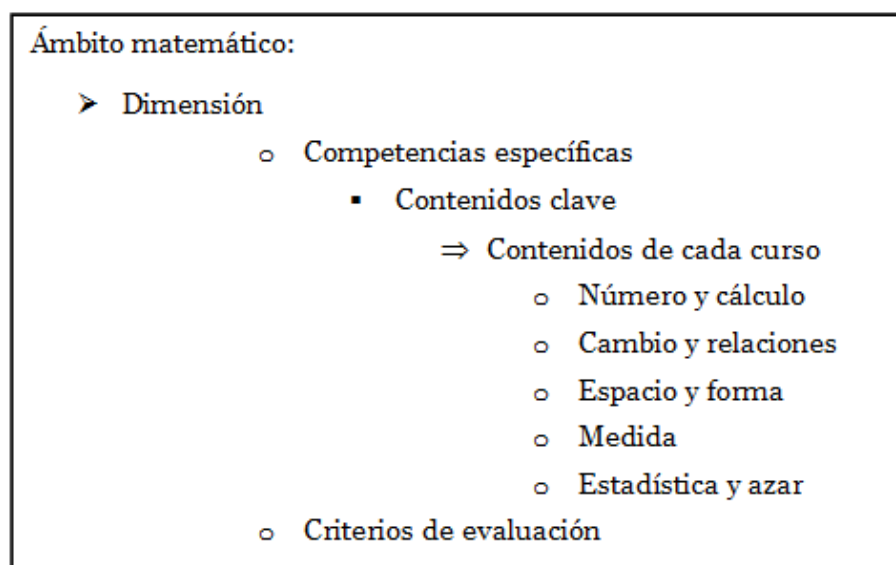 Ámbito matemático:
➤ Dimensión
o Competencias específicas
▪ Contenidos clave
⇒ Contenidos de cada curso
o Número y cálculo
o Cambio y relaciones
o Espacio y forma
o Medida
o Estadística y azar
o Criterios de evaluación